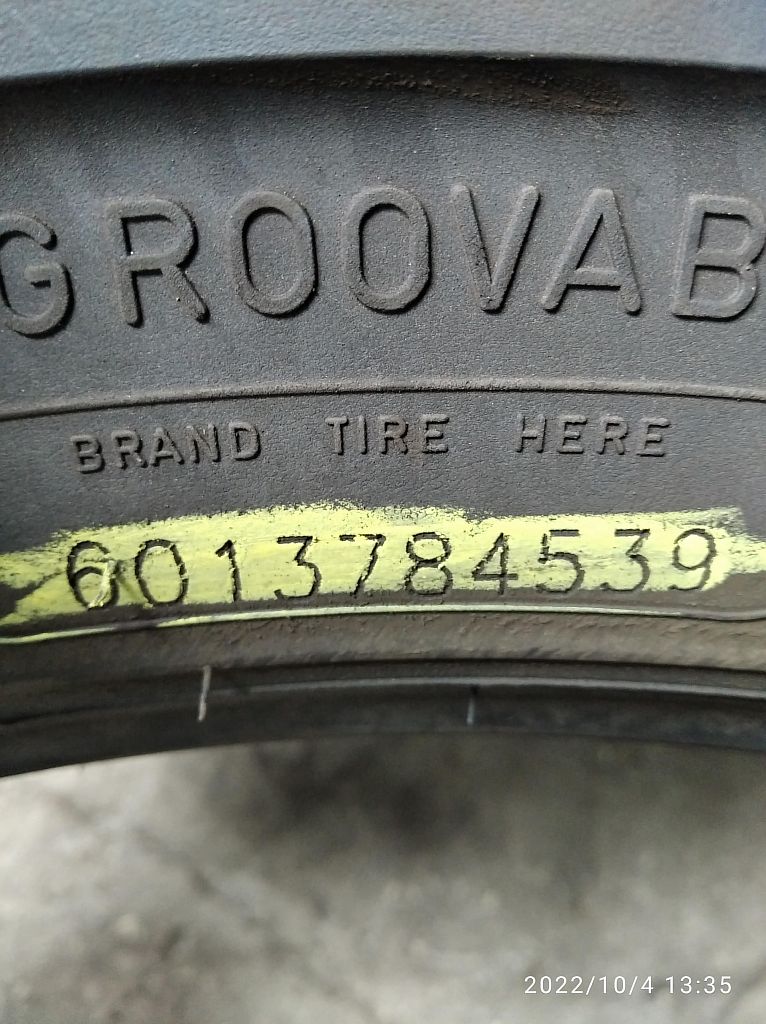 GROOVAB
BRAND TIRE HERE
6013784539
2022/10/4 13:35